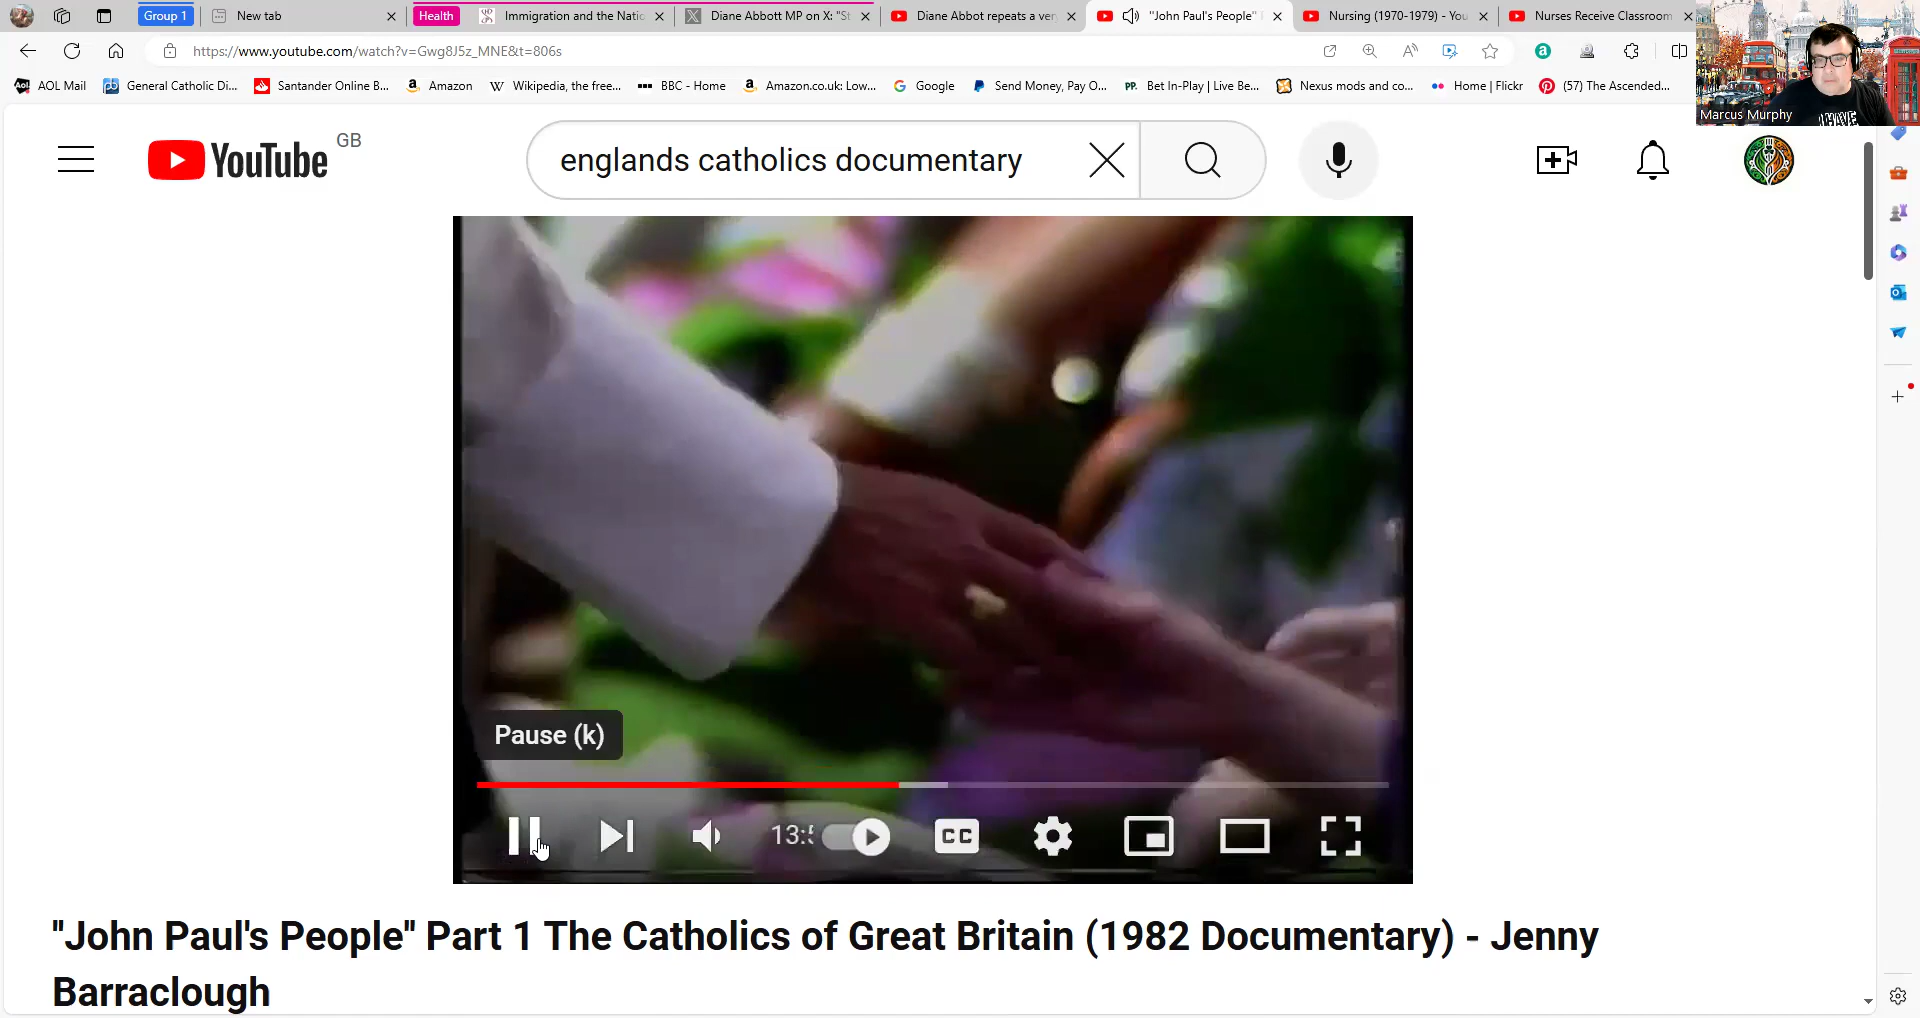 Group 1
New tab
Health
Immigration and the Natio
Diane Abbott MP on X: "St
Diane Abbot repeats a ver
"John Paul's People"
Nursing (1970-1979) - You
Nurses Receive Classroom
https://www.youtube.com/watch?v=Gwg8J5z_MNE&t=806s
AOL Mail
General Catholic Di...
Santander Online B...
Amazon
Wikipedia, the free...
BBC - Home
Amazon.co.uk: Low...
Google
Send Money, Pay O...
Bet In-Play | Live Be...
Nexus mods and co...
Home | Flickr
(57) The Ascended...
Marcus Murphy
I HAVE
YouTube
GB
englands catholics documentary
Pause (k)
13:5
CC
"John Paul's People" Part 1 The Catholics of Great Britain (1982 Documentary) - Jenny
Barraclough